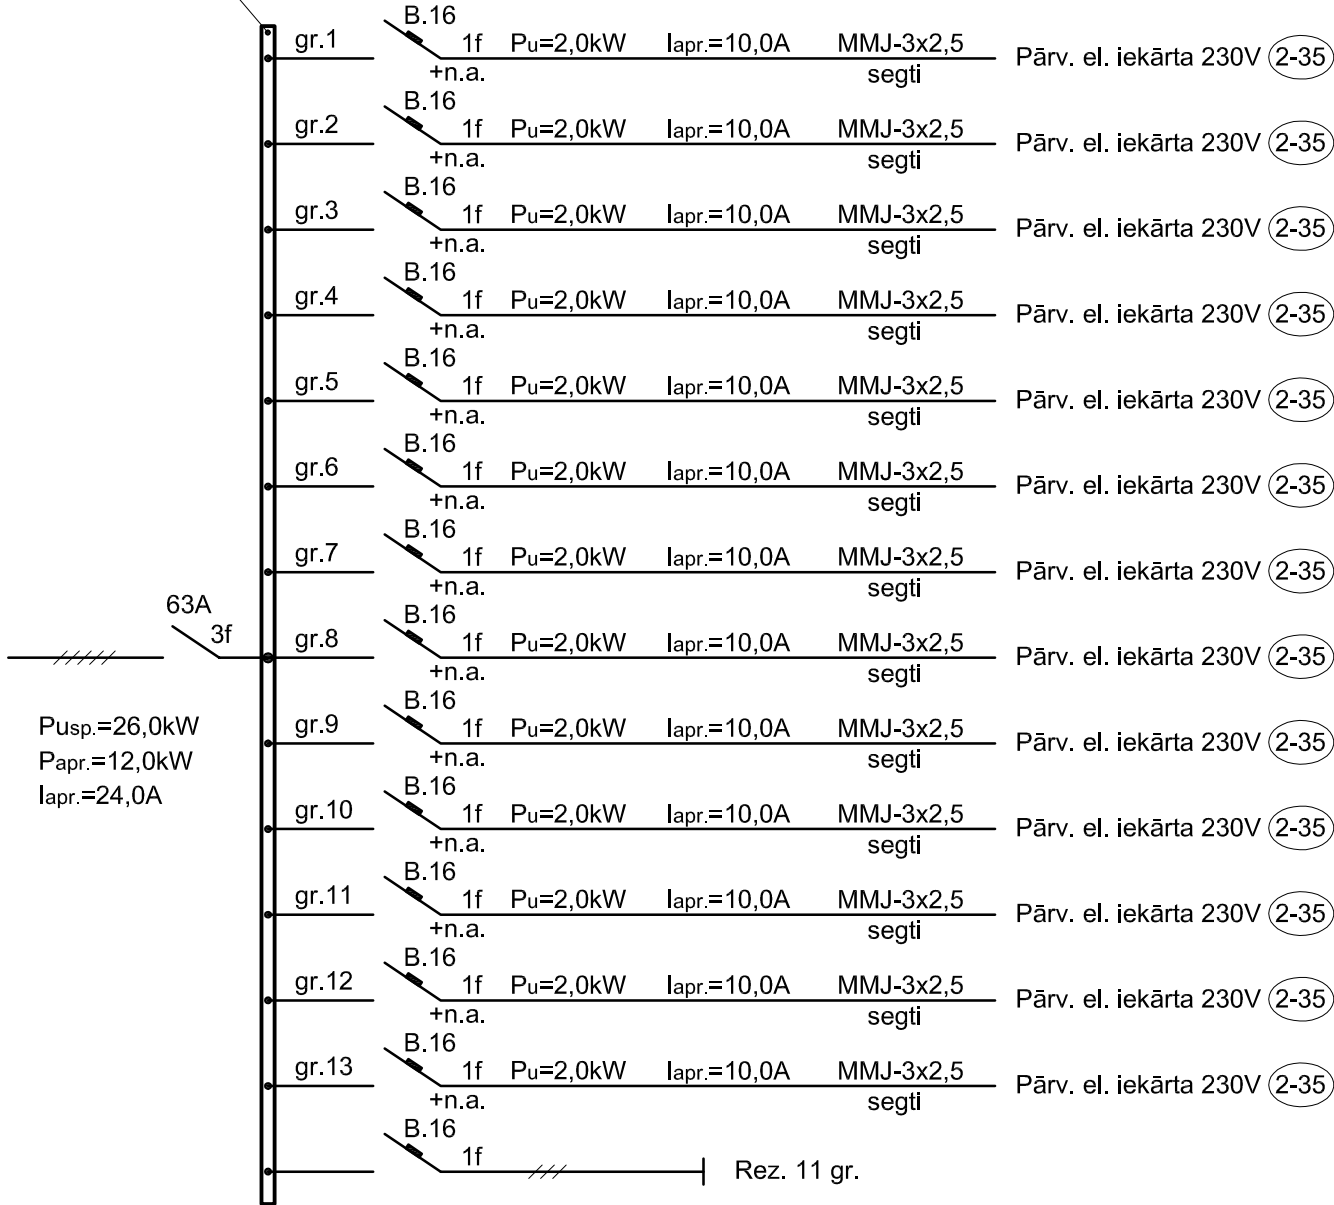 B.16
gr.1 1f Pu=2,0kW Iapr.=10,0A MMJ-3x2,5 Pārv. el. iekārta 230V 2-35
+n.a. segti
B.16
gr.2 1f Pu=2,0kW Iapr.=10,0A MMJ-3x2,5 Pārv. el. iekārta 230V 2-35
+n.a. segti
B.16
gr.3 1f Pu=2,0kW Iapr.=10,0A MMJ-3x2,5 Pārv. el. iekārta 230V 2-35
+n.a. segti
B.16
gr.4 1f Pu=2,0kW Iapr.=10,0A MMJ-3x2,5 Pārv. el. iekārta 230V 2-35
+n.a. segti
B.16
gr.5 1f Pu=2,0kW Iapr.=10,0A MMJ-3x2,5 Pārv. el. iekārta 230V 2-35
+n.a. segti
B.16
gr.6 1f Pu=2,0kW Iapr.=10,0A MMJ-3x2,5 Pārv. el. iekārta 230V 2-35
+n.a. segti
B.16
gr.7 1f Pu=2,0kW Iapr.=10,0A MMJ-3x2,5 Pārv. el. iekārta 230V 2-35
+n.a. segti
63A B.16
3f gr.8 1f Pu=2,0kW Iapr.=10,0A MMJ-3x2,5 Pārv. el. iekārta 230V 2-35
+n.a. segti
B.16
gr.9 1f Pu=2,0kW Iapr.=10,0A MMJ-3x2,5 Pārv. el. iekārta 230V 2-35
+n.a. segti
Pusp.=26,0kW
Papr.=12,0kW
Iapr.=24,0A
B.16
gr.10 1f Pu=2,0kW Iapr.=10,0A MMJ-3x2,5 Pārv. el. iekārta 230V 2-35
+n.a. segti
B.16
gr.11 1f Pu=2,0kW Iapr.=10,0A MMJ-3x2,5 Pārv. el. iekārta 230V 2-35
+n.a. segti
B.16
gr.12 1f Pu=2,0kW Iapr.=10,0A MMJ-3x2,5 Pārv. el. iekārta 230V 2-35
+n.a. segti
B.16
gr.13 1f Pu=2,0kW Iapr.=10,0A MMJ-3x2,5 Pārv. el. iekārta 230V 2-35
+n.a. segti
B.16
1f Rez. 11 gr.